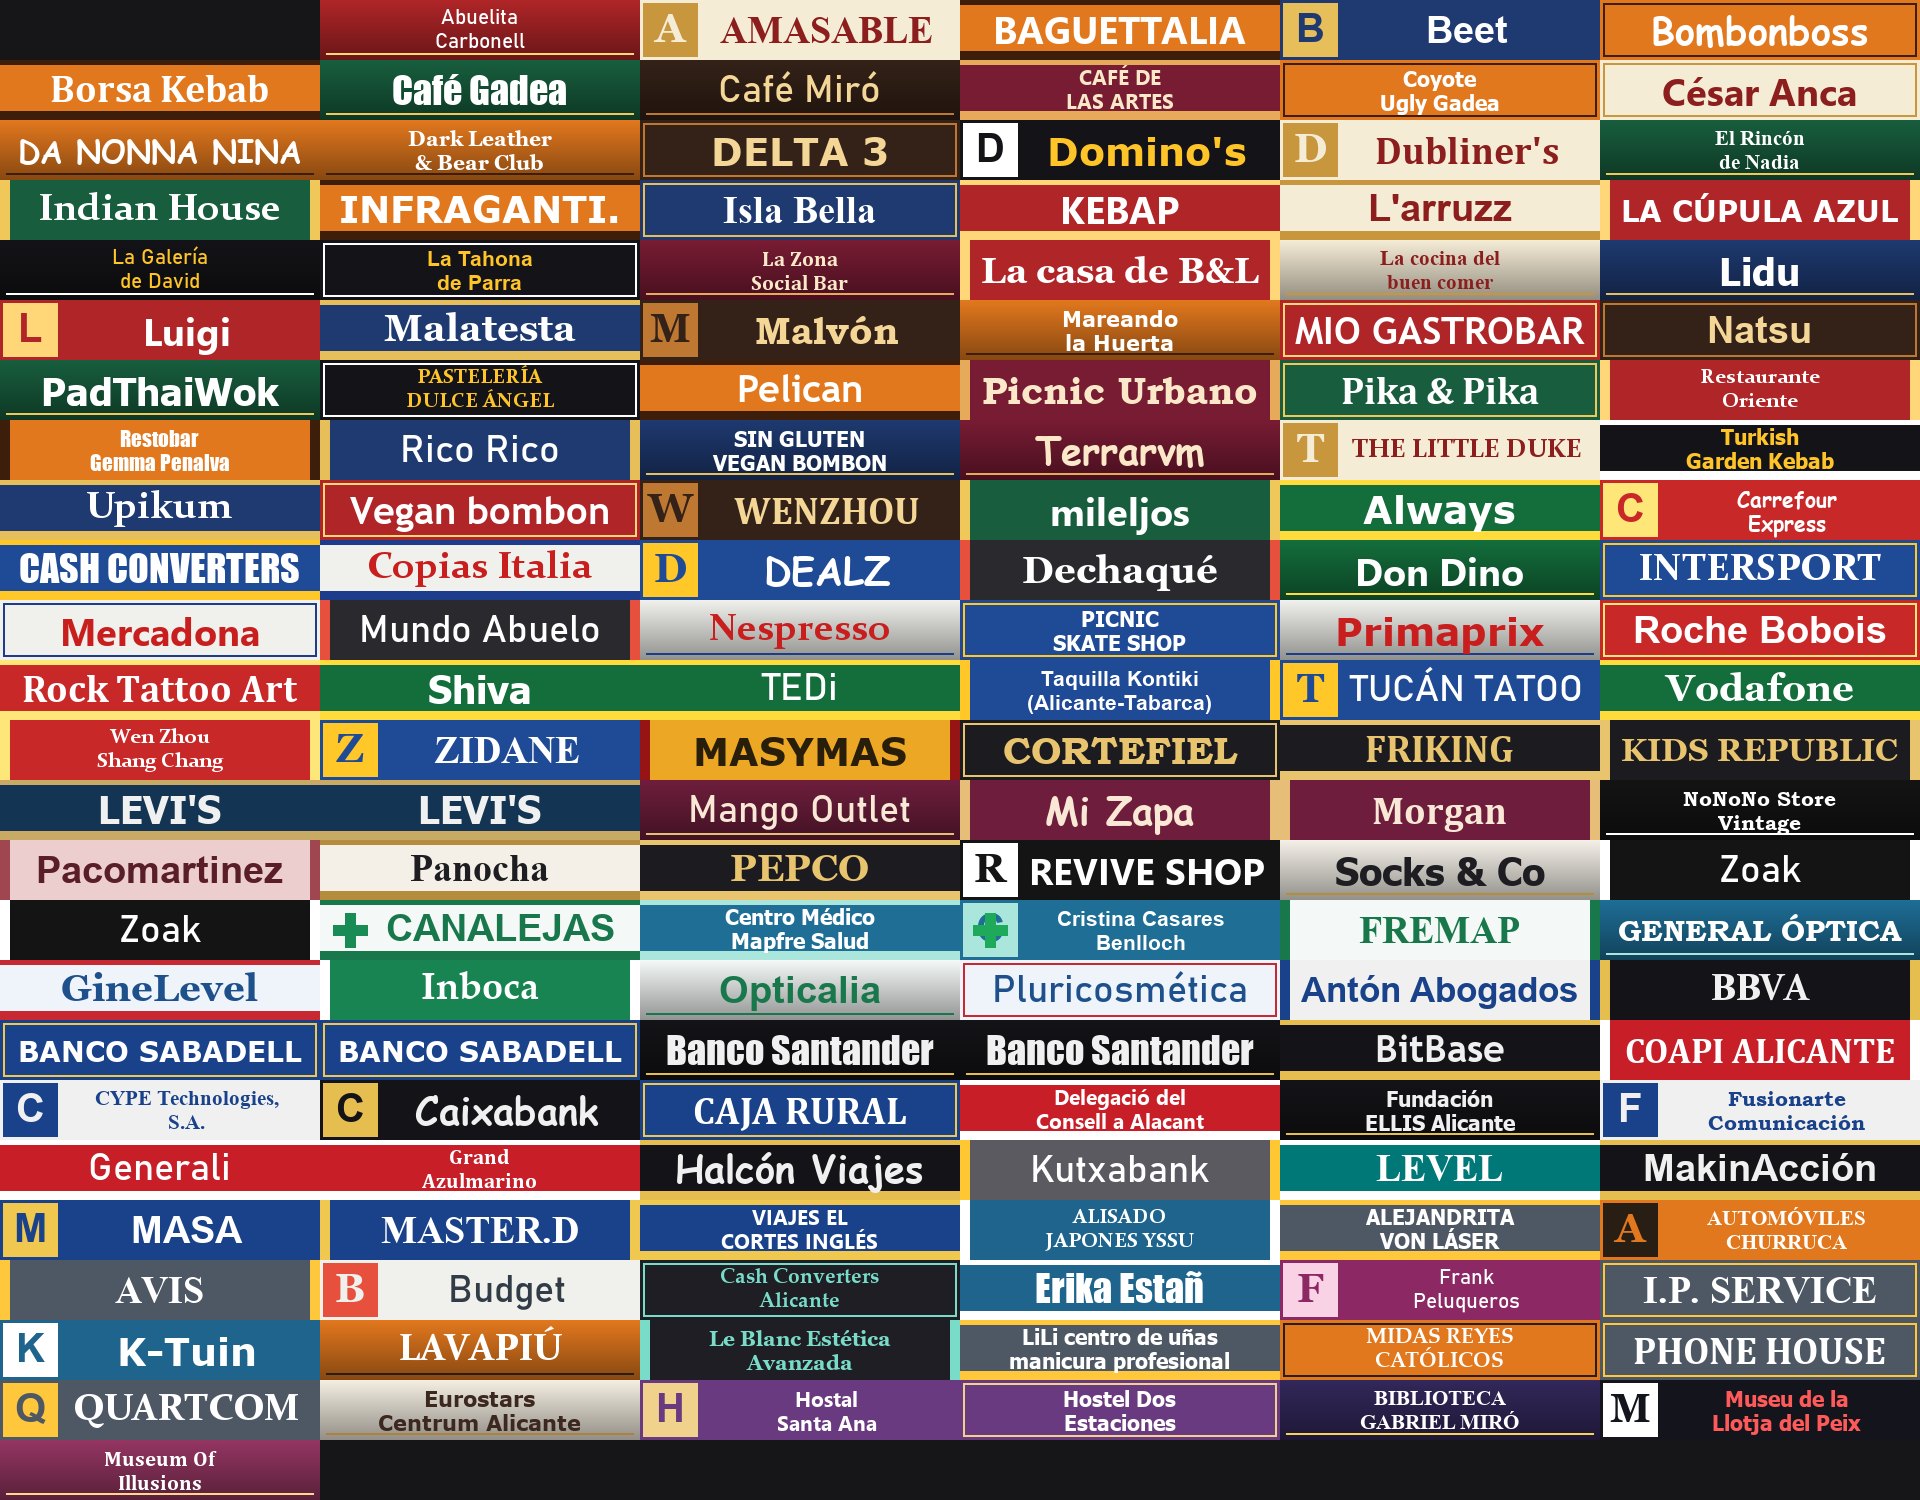 Abuelita
Carbonell
A AMASABLE
BAGUETTALIA
B Beet
Bombonboss
Borsa Kebab
Café Gadea
Café Miró
CAFÉ DE
LAS ARTES
Coyote
Ugly Gadea
César Anca
DA NONNA NINA
Dark Leather
& Bear Club
DELTA 3
D Domino's
D Dubliner's
El Rincón
de Nadia
Indian House
INFRAGANTI.
Isla Bella
KEBAP
L'arruzz
LA CÚPULA AZUL
La Galería
de David
La Tahona
de Parra
La Zona
Social Bar
La casa de B&L
La cocina del
buen comer
Lidu
L Luigi
Malatesta
M Malvón
Mareando
la Huerta
MIO GASTROBAR
Natsu
PadThaiWok
PASTELERÍA
DULCE ÁNGEL
Pelican
Picnic Urbano
Pika & Pika
Restaurante
Oriente
Restobar
Gemma Penalva
Rico Rico
SIN GLUTEN
VEGAN BOMBON
Terrarvm
T THE LITTLE DUKE
Turkish
Garden Kebab
Upikum
Vegan bombon
W WENZHOU
mileljos
Always
C Carrefour
Express
CASH CONVERTERS
Copias Italia
D DEALZ
Dechaqué
Don Dino
INTERSPORT
Mercadona
Mundo Abuelo
Nespresso
PICNIC
SKATE SHOP
Primaprix
Roche Bobois
Rock Tattoo Art
Shiva
TEDi
Taquilla Kontiki
(Alicante-Tabarca)
T TUCÁN TATOO
Vodafone
Wen Zhou
Shang Chang
Z ZIDANE
MASYMAS
CORTEFIEL
FRIKING
KIDS REPUBLIC
LEVI'S
LEVI'S
Mango Outlet
Mi Zapa
Morgan
NoNoNo Store
Vintage
Pacomartinez
Panocha
PEPCO
R REVIVE SHOP
Socks & Co
Zoak
Zoak
CANALEJAS
Centro Médico
Mapfre Salud
Cristina Casares
Benlloch
FREMAP
GENERAL ÓPTICA
GineLevel
Inboca
Opticalia
Pluricosmética
Antón Abogados
BBVA
BANCO SABADELL
BANCO SABADELL
Banco Santander
Banco Santander
BitBase
COAPI ALICANTE
C CYPE Technologies,
S.A.
C Caixabank
CAJA RURAL
Delegació del
Consell a Alacant
Fundación
ELLIS Alicante
F Fusionarte
Comunicación
Generali
Grand
Azulmarino
Halcón Viajes
Kutxabank
LEVEL
MakinAcción
M MASA
MASTER.D
VIAJES EL
CORTES INGLÉS
ALISADO
JAPONES YSSU
ALEJANDRITA
VON LÁSER
A AUTOMÓVILES
CHURRUCA
AVIS
B Budget
Cash Converters
Alicante
Erika Estañ
F Frank
Peluqueros
I.P. SERVICE
K K-Tuin
LAVAPIÚ
Le Blanc Estética
Avanzada
LiLi centro de uñas
manicura profesional
MIDAS REYES
CATÓLICOS
PHONE HOUSE
Q QUARTCOM
Eurostars
Centrum Alicante
H Hostal
Santa Ana
Hostel Dos
Estaciones
BIBLIOTECA
GABRIEL MIRÓ
M Museu de la
Llotja del Peix
Museum Of
Illusions